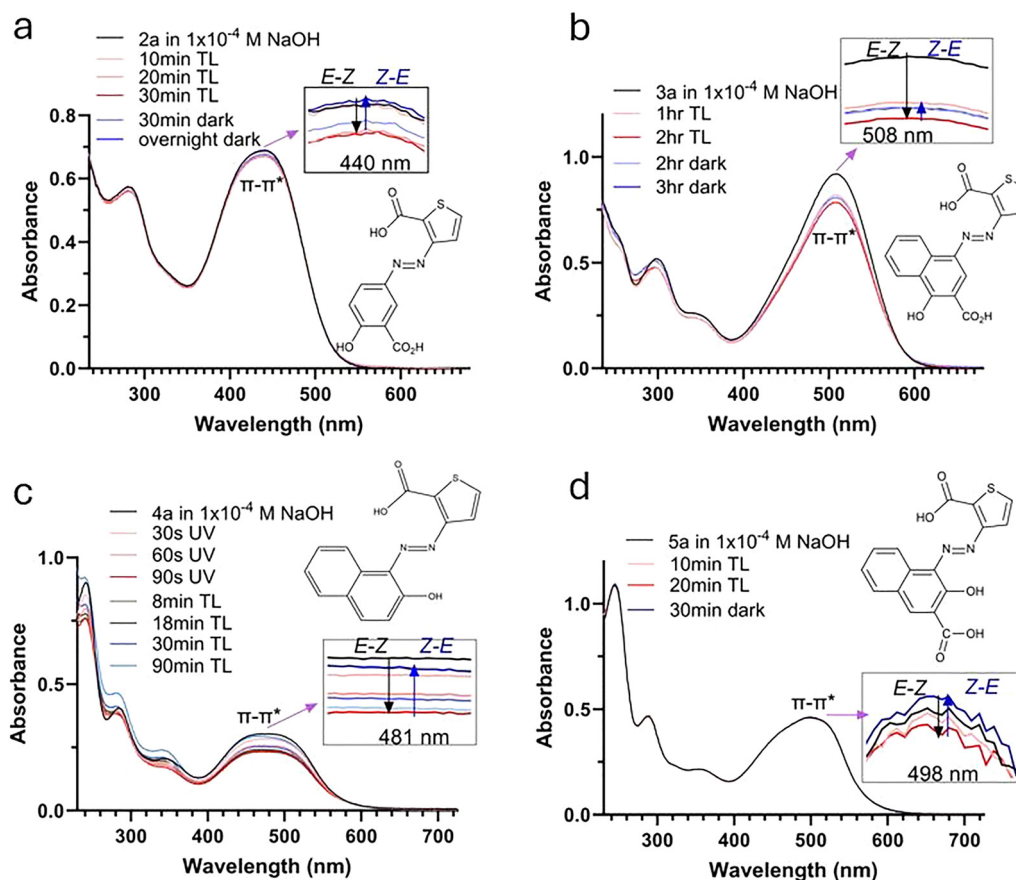 a
2a in 1x10⁻⁴ M NaOH
10min TL
20min TL
30min TL
30min dark
overnight dark
E-Z Z-E
440 nm
π-π*
0.8
0.6
0.4
0.2
0.0
Absorbance
300 400 500 600
Wavelength (nm)
S
O
HO
N=N
HO
CO₂H
b
3a in 1x10⁻⁴ M NaOH
1hr TL
2hr TL
2hr dark
3hr dark
E-Z Z-E
508 nm
π-π*
1.0
0.5
0.0
Absorbance
300 400 500 600
Wavelength (nm)
S
O
HO
N=N
HO
CO₂H
c
4a in 1x10⁻⁴ M NaOH
30s UV
60s UV
90s UV
8min TL
18min TL
30min TL
90min TL
E-Z Z-E
481 nm
π-π*
1.0
0.5
0.0
Absorbance
300 400 500 600 700
Wavelength (nm)
S
O
HO
N=N
OH
d
5a in 1x10⁻⁴ M NaOH
10min TL
20min TL
30min dark
E-Z Z-E
498 nm
π-π*
1.0
0.5
0.0
Absorbance
300 400 500 600 700
Wavelength (nm)
S
O
HO
N=N
OH
OH
O